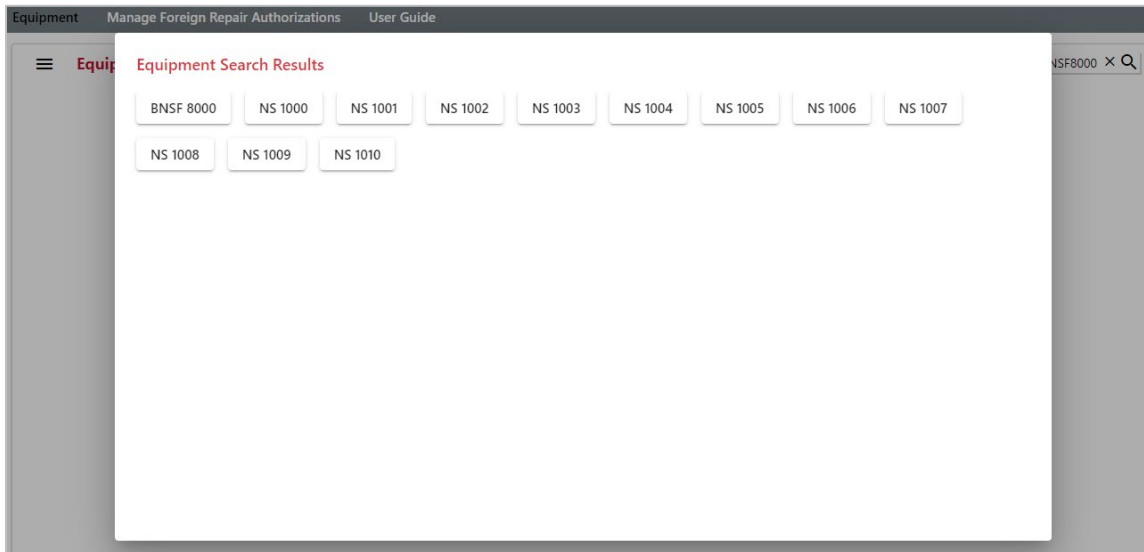 Equipment Manage Foreign Repair Authorizations User Guide
Equip
Equipment Search Results
NSF8000
BNSF 8000 NS 1000 NS 1001 NS 1002 NS 1003 NS 1004 NS 1005 NS 1006 NS 1007
NS 1008 NS 1009 NS 1010